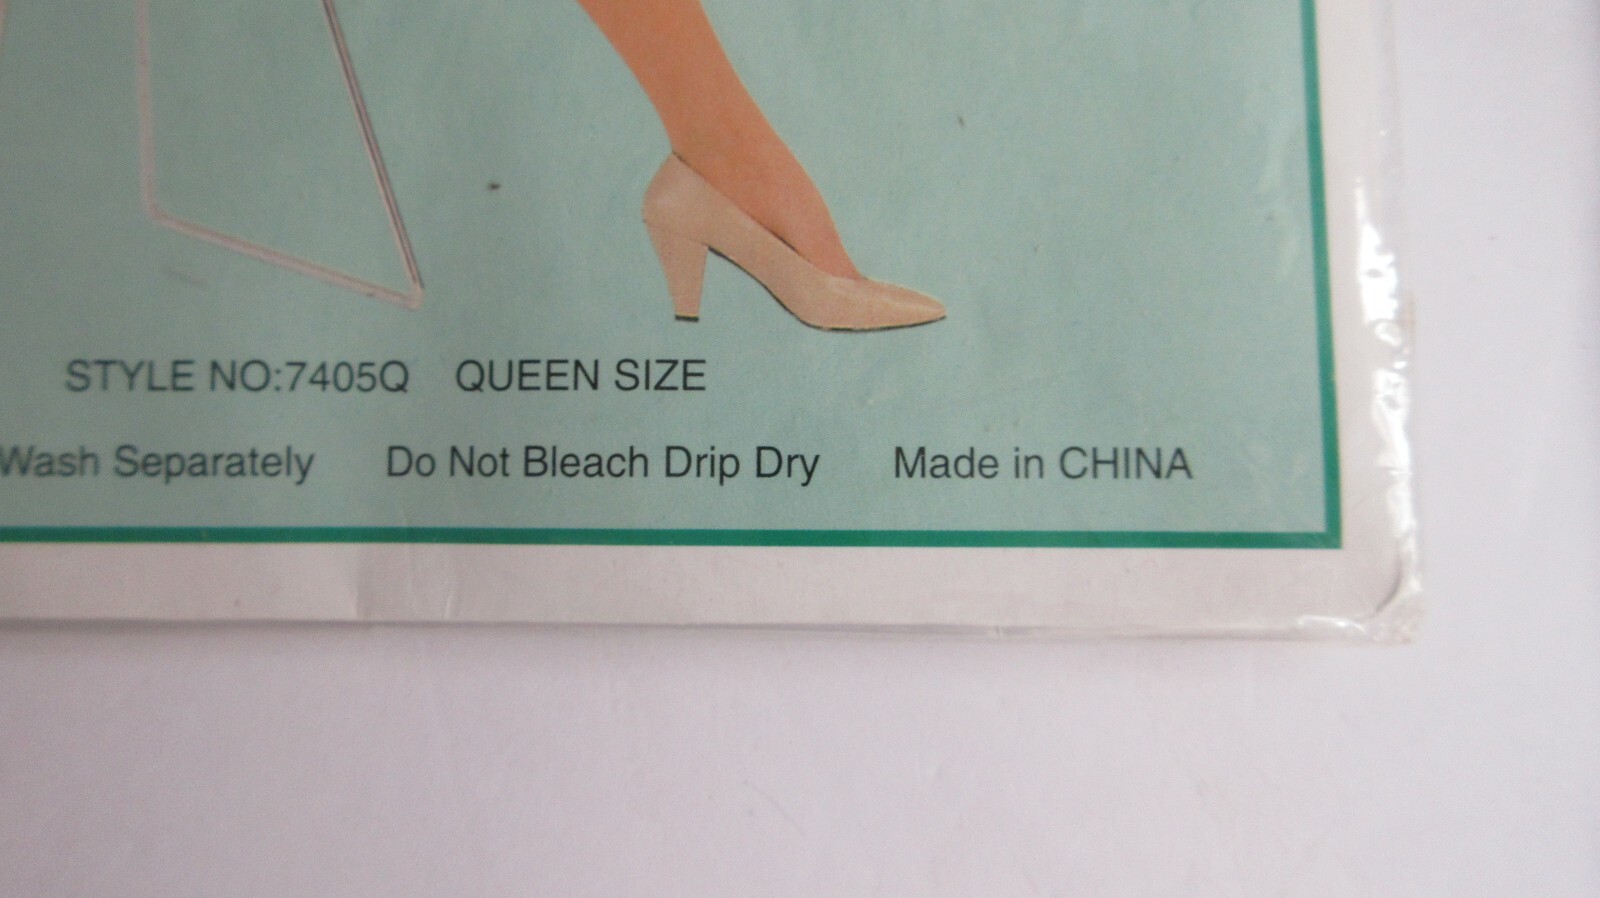 STYLE NO:7405Q QUEEN SIZE
Wash Separately Do Not Bleach Drip Dry Made in CHINA